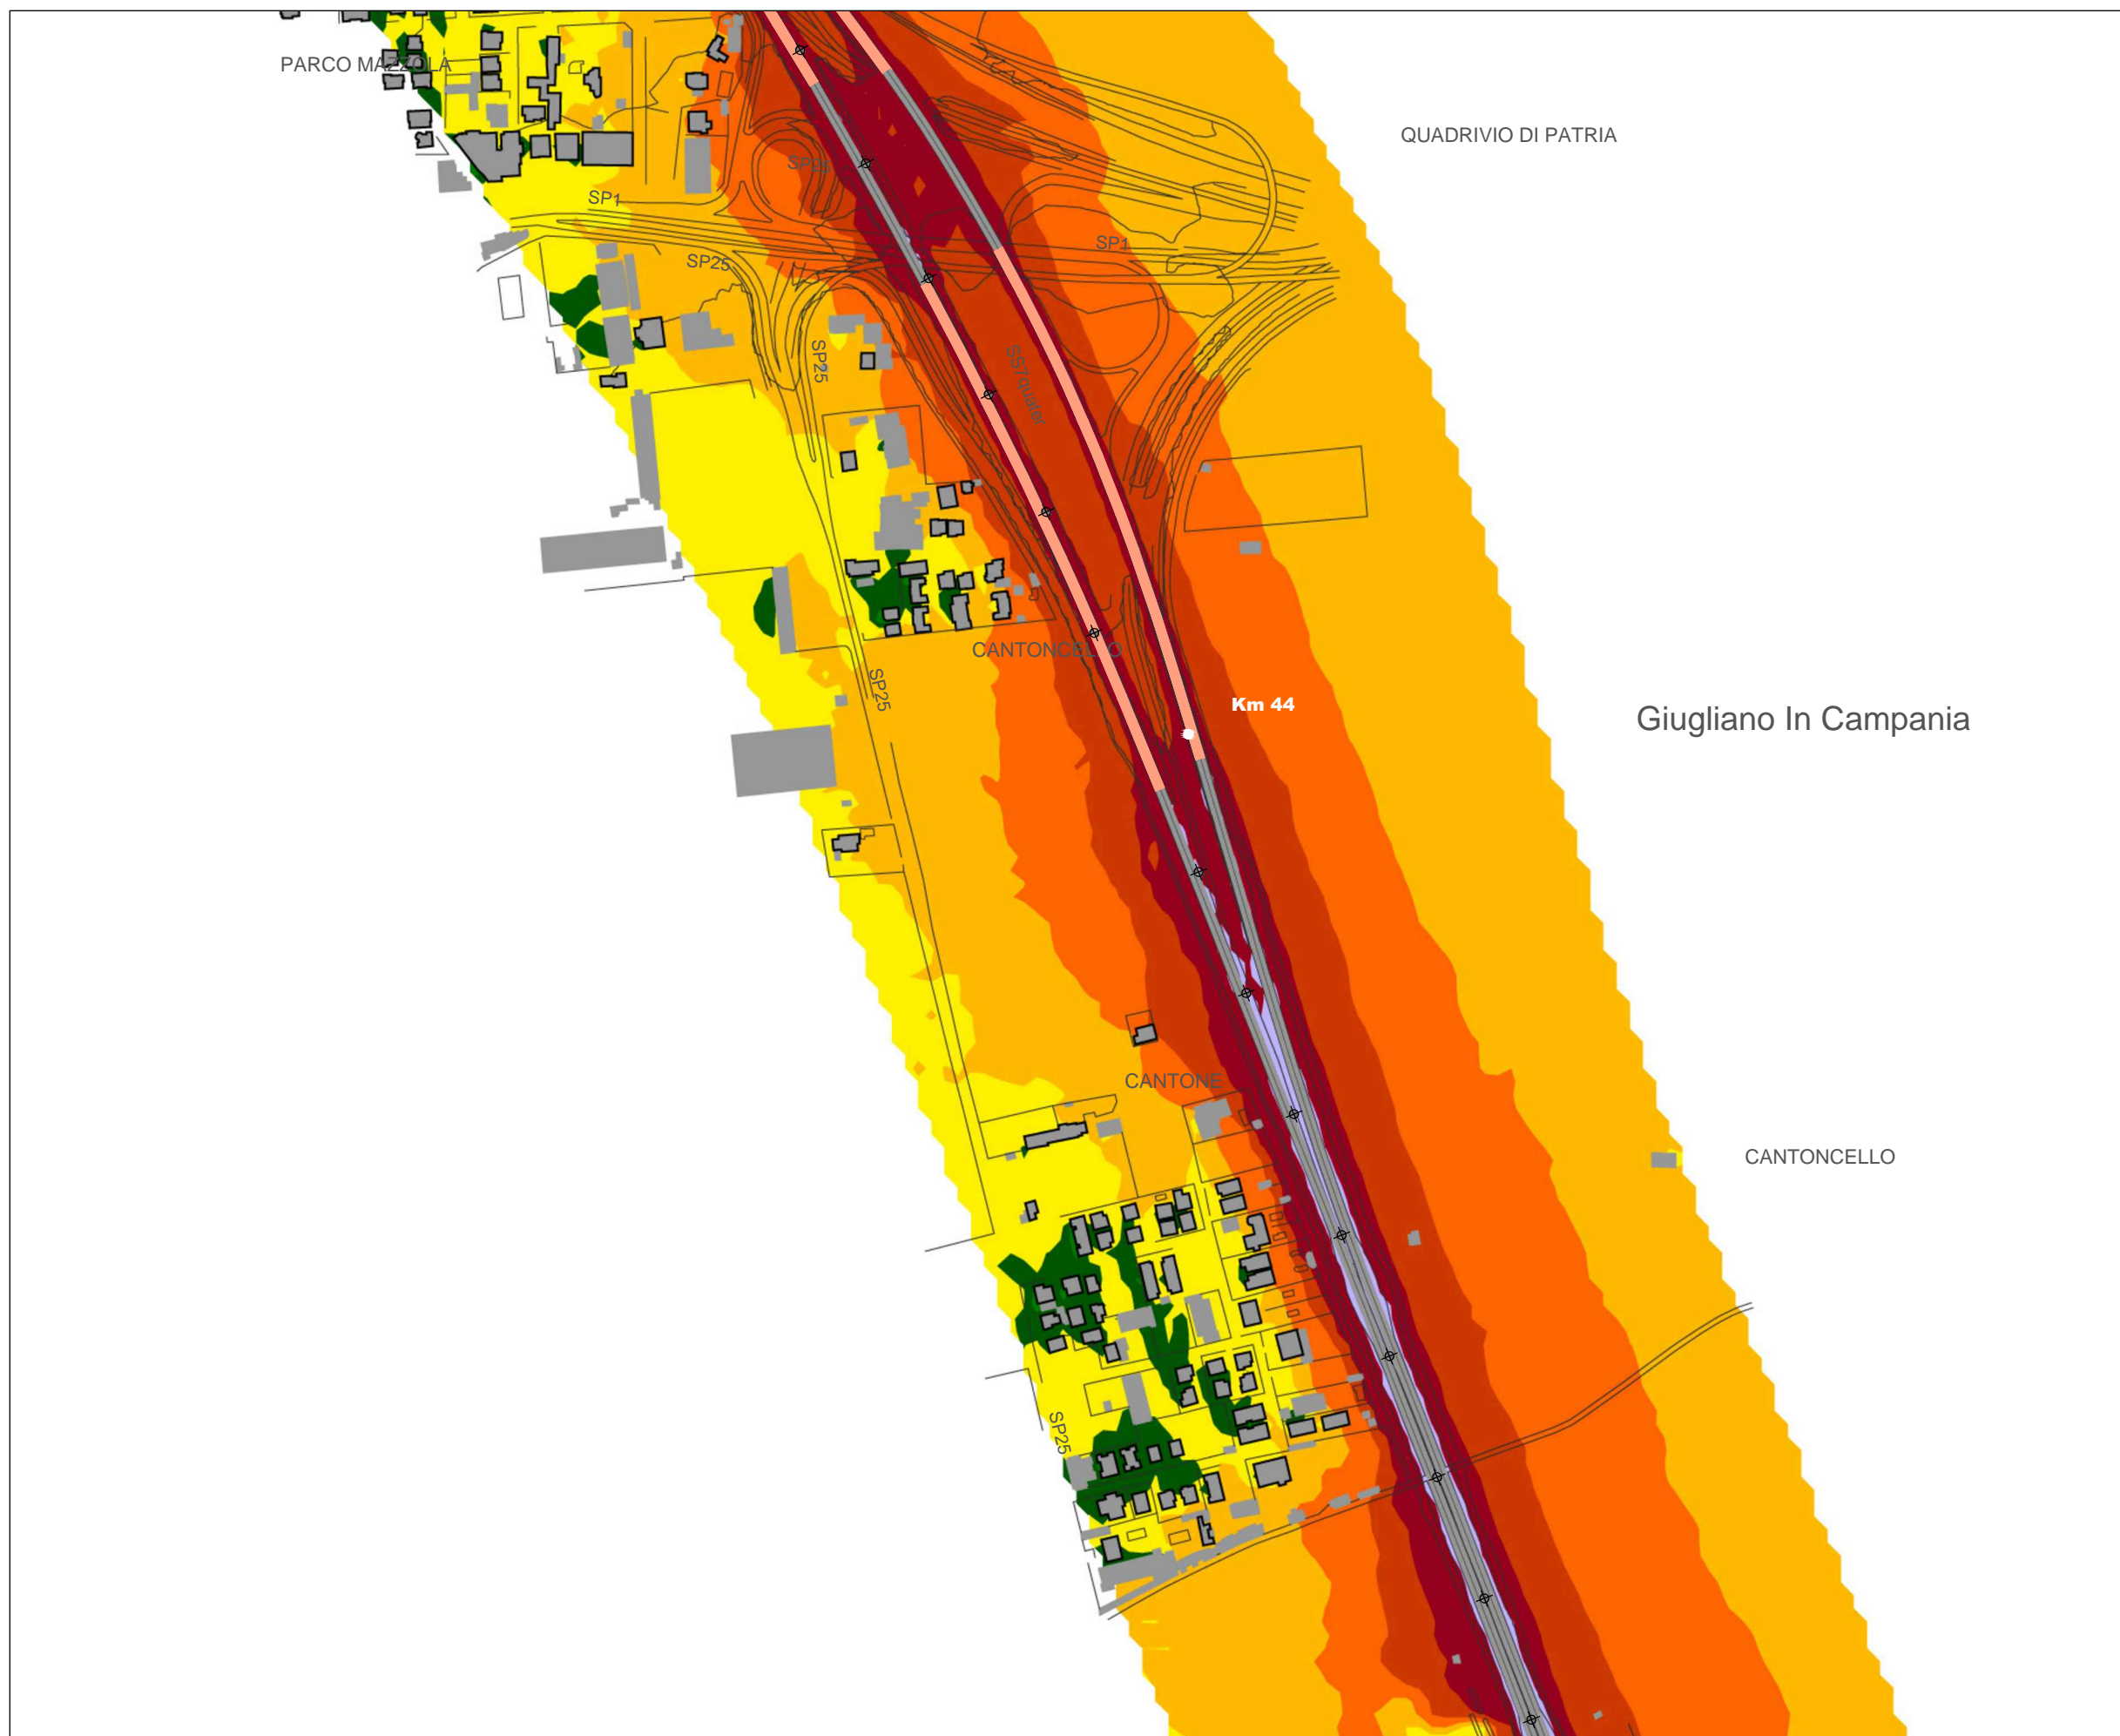 PARCO MAZZOLA
QUADRIVIO DI PATRIA
SP25
SP1
SP1
SP25
SP25
SS7quater
CANTONCELLO
SP25
Km 44
Giugliano In Campania
CANTONE
CANTONCELLO
SP25